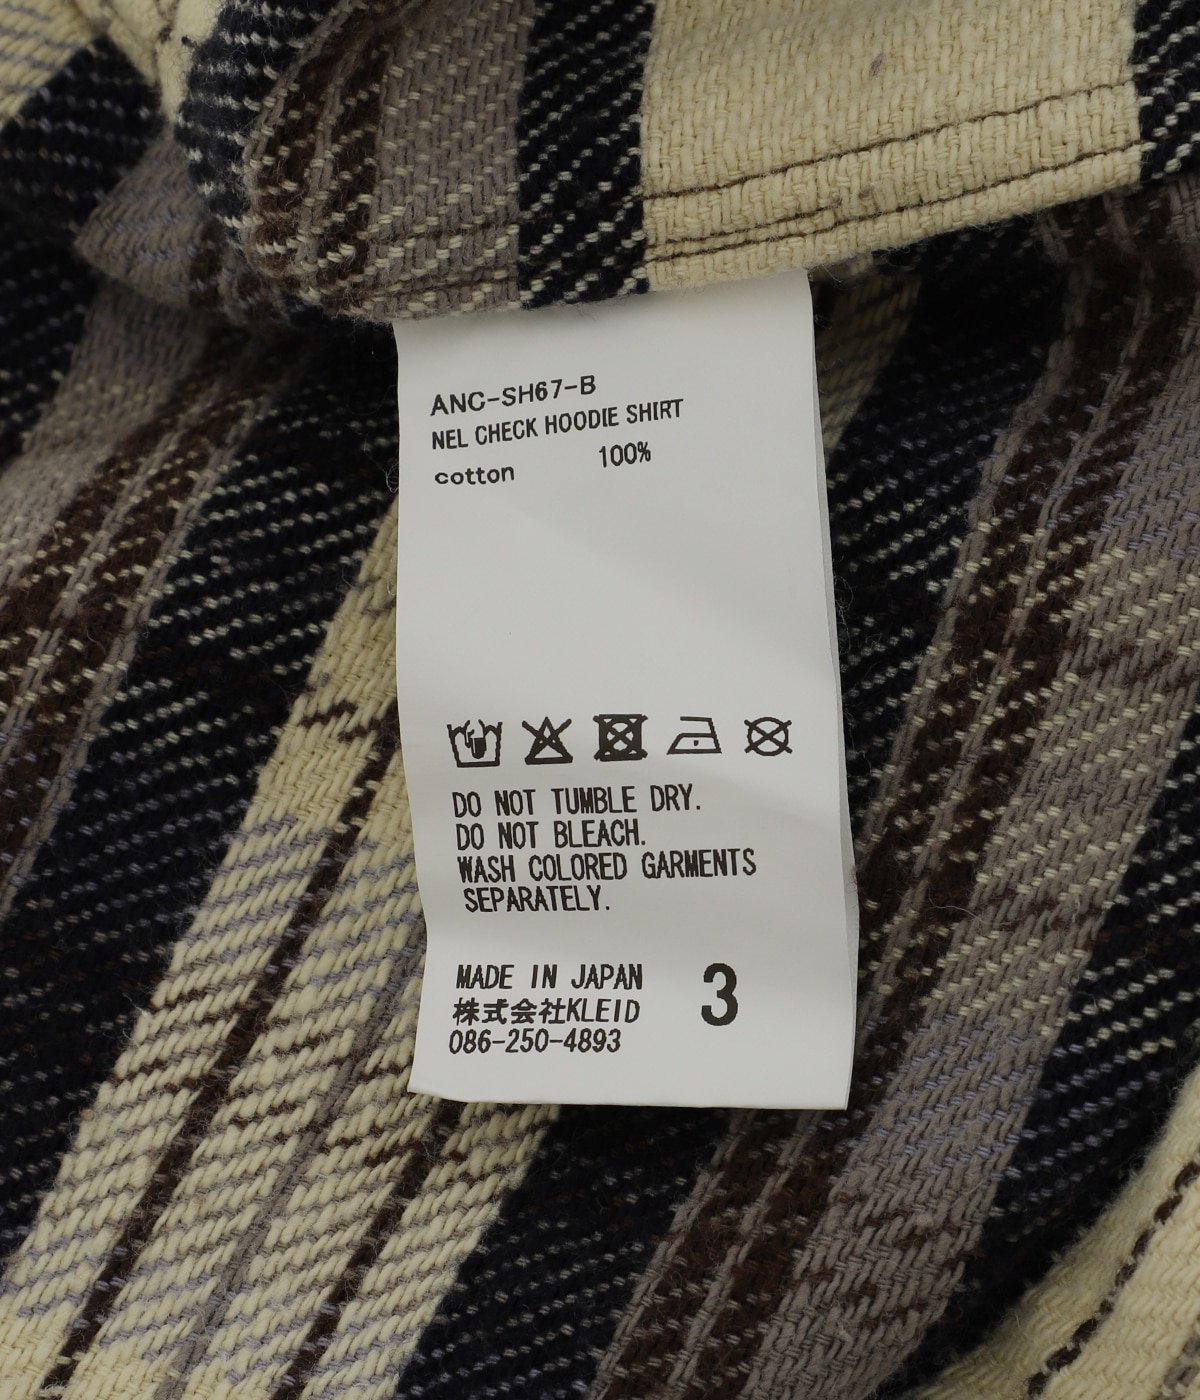 ANC-SH67-B
NEL CHECK HOODIE SHIRT
cotton 100%
DO NOT TUMBLE DRY.
DO NOT BLEACH.
WASH COLORED GARMENTS
SEPARATELY.
MADE IN JAPAN
株式会社KLEID
086-250-4893
3